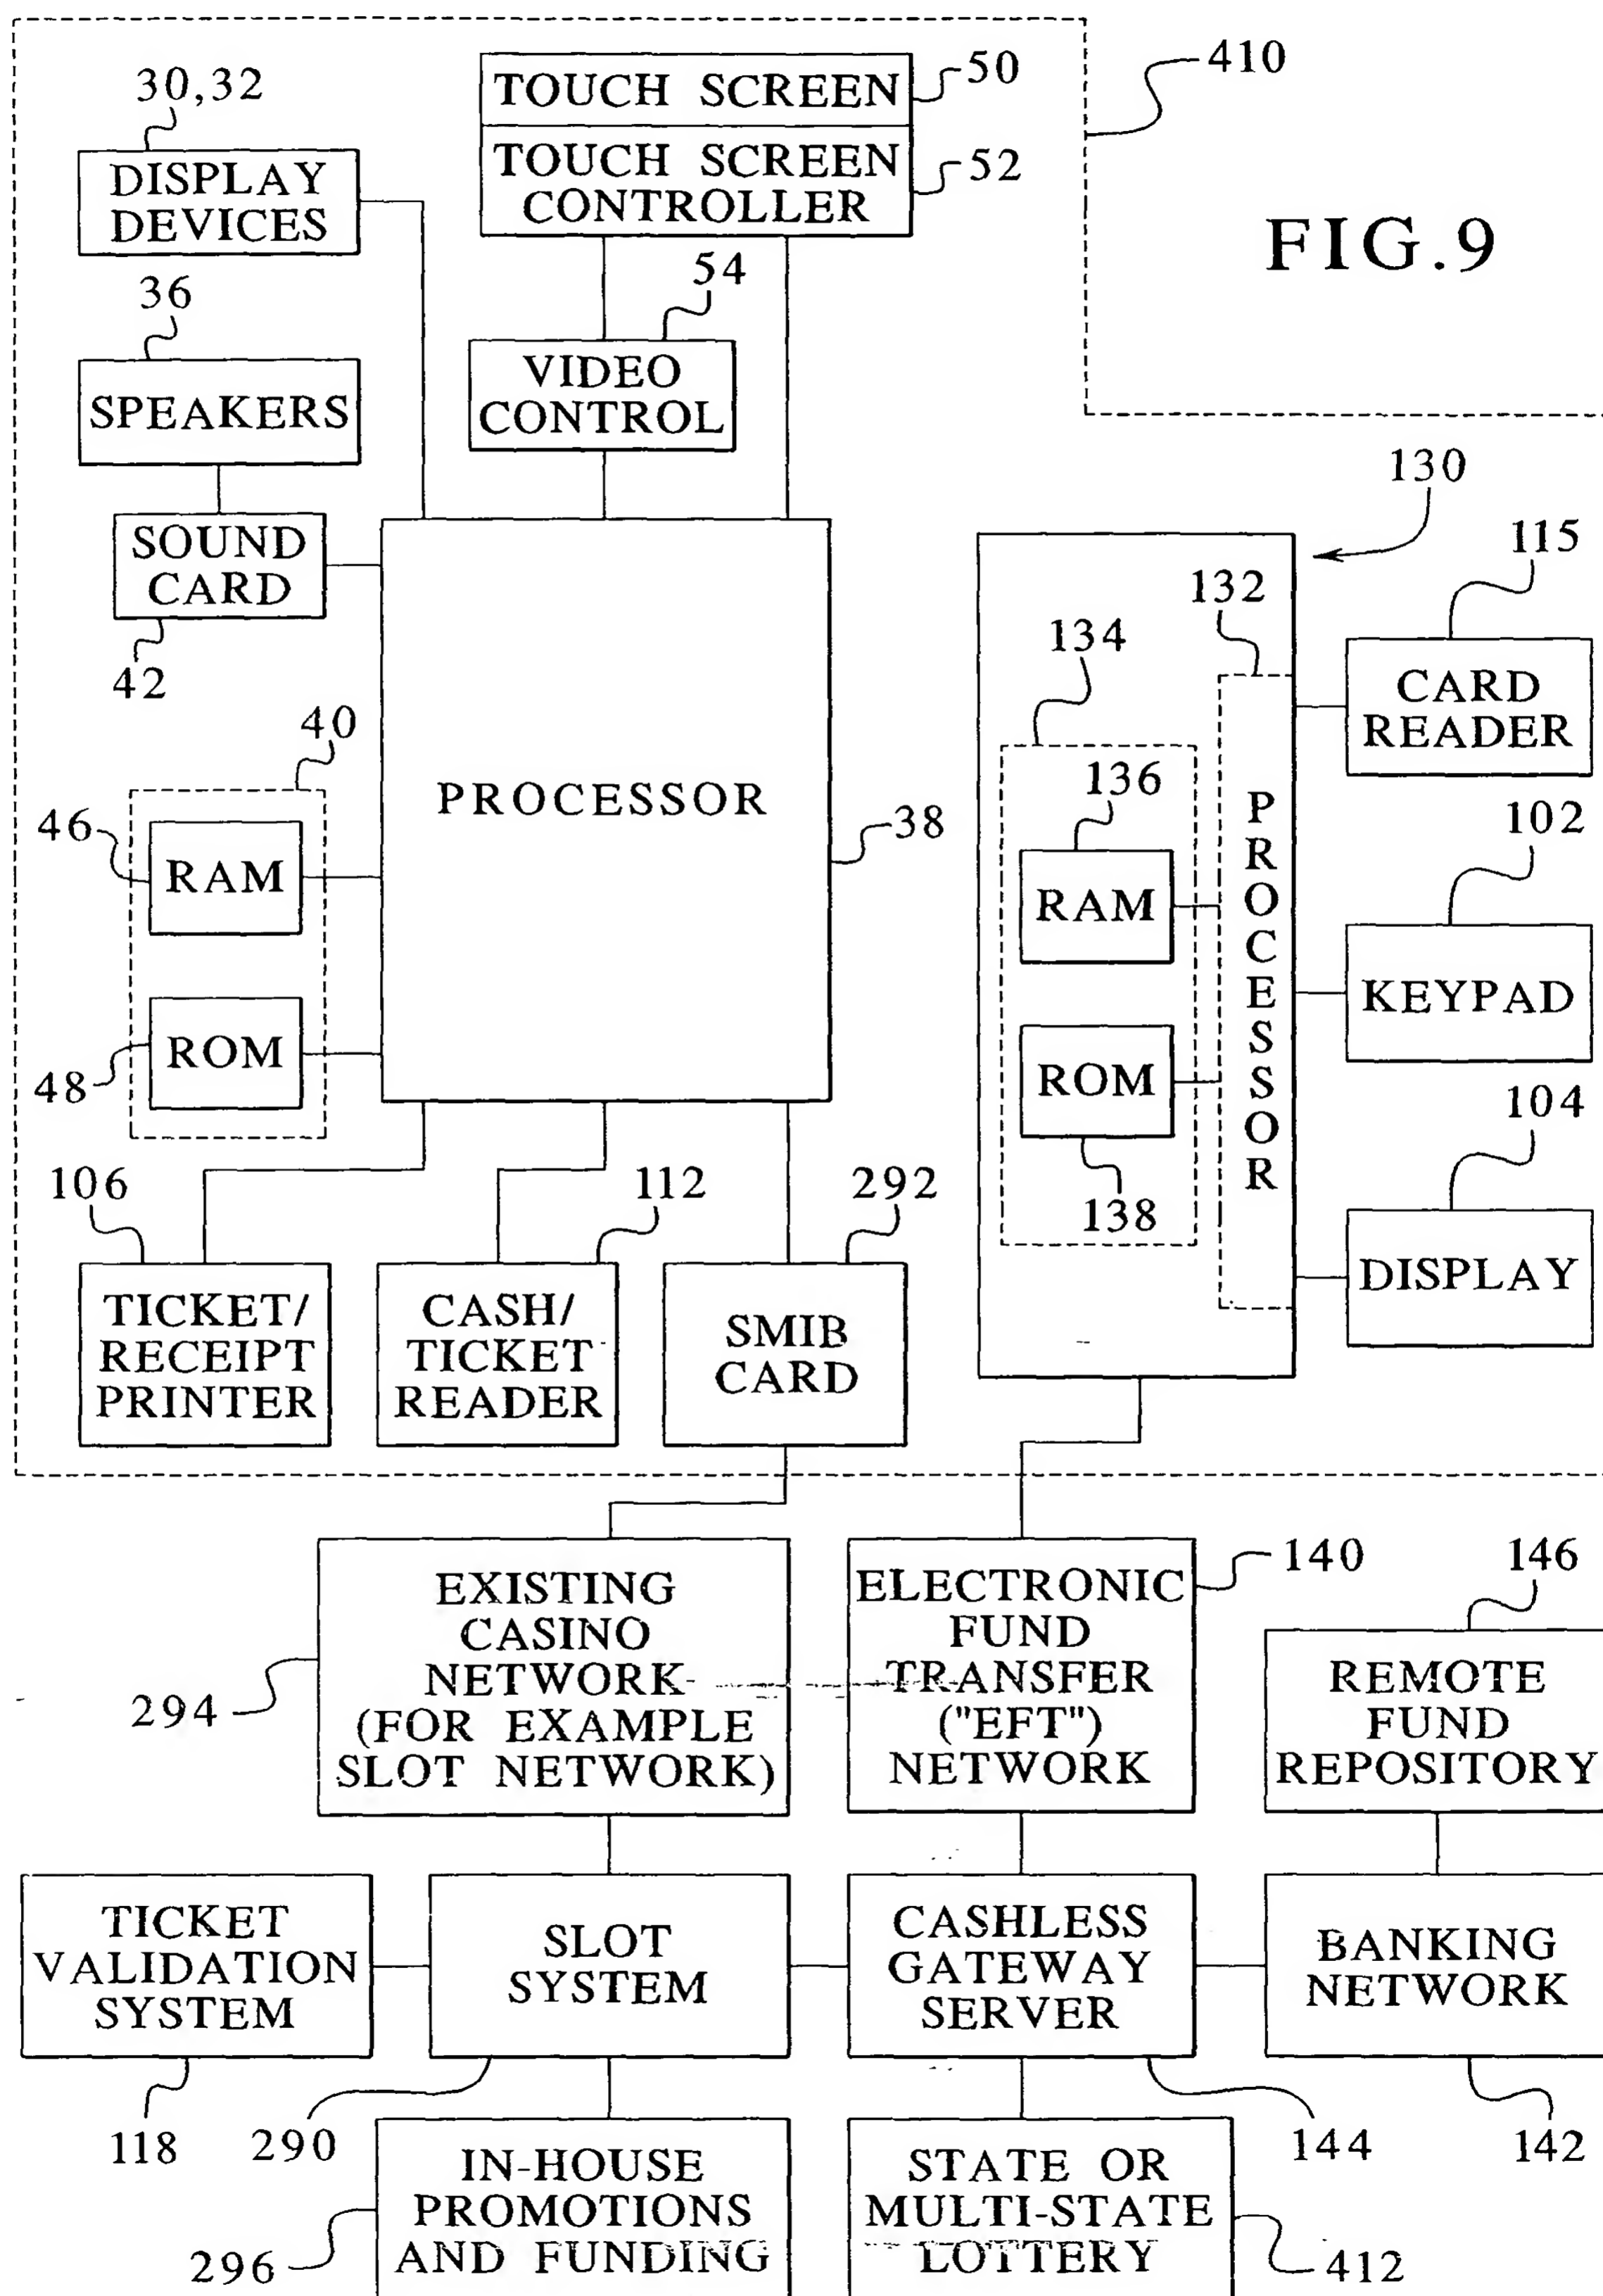 410
FIG.9
30,32
DISPLAY
DEVICES
TOUCH SCREEN
50
TOUCH SCREEN
CONTROLLER
52
36
SPEAKERS
54
VIDEO
CONTROL
SOUND
CARD
42
PROCESSOR
38
40
46
RAM
48
ROM
130
132
134
136
RAM
ROM
138
PROCESSOR
115
CARD
READER
102
KEYPAD
104
DISPLAY
106
TICKET/
RECEIPT
PRINTER
112
CASH/
TICKET
READER
292
SMIB
CARD
294
EXISTING
CASINO
NETWORK
(FOR EXAMPLE
SLOT NETWORK)
140
ELECTRONIC
FUND
TRANSFER
("EFT")
NETWORK
146
REMOTE
FUND
REPOSITORY
TICKET
VALIDATION
SYSTEM
118
SLOT
SYSTEM
290
CASHLESS
GATEWAY
SERVER
144
BANKING
NETWORK
142
IN-HOUSE
PROMOTIONS
AND FUNDING
296
STATE OR
MULTI-STATE
LOTTERY
412